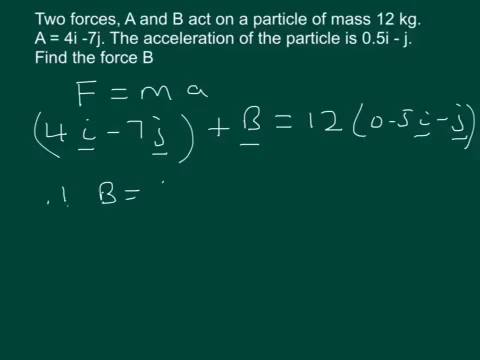 Two forces, A and B act on a particle of mass 12 kg.
A = 4i -7j. The acceleration of the particle is 0.5i - j.
Find the force B
F = m a
(4 i - 7 j) + B = 12 (0.5 i - j)
∴ B =